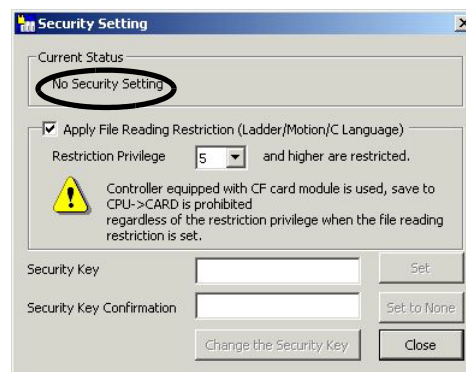 Security Setting
Current Status
No Security Setting
Apply File Reading Restriction (Ladder/Motion/C Language)
Restriction Privilege 5 and higher are restricted.
Controller equipped with CF card module is used, save to
CPU->CARD is prohibited
regardless of the restriction privilege when the file reading
restriction is set.
Security Key Set
Security Key Confirmation Set to None
Change the Security Key Close